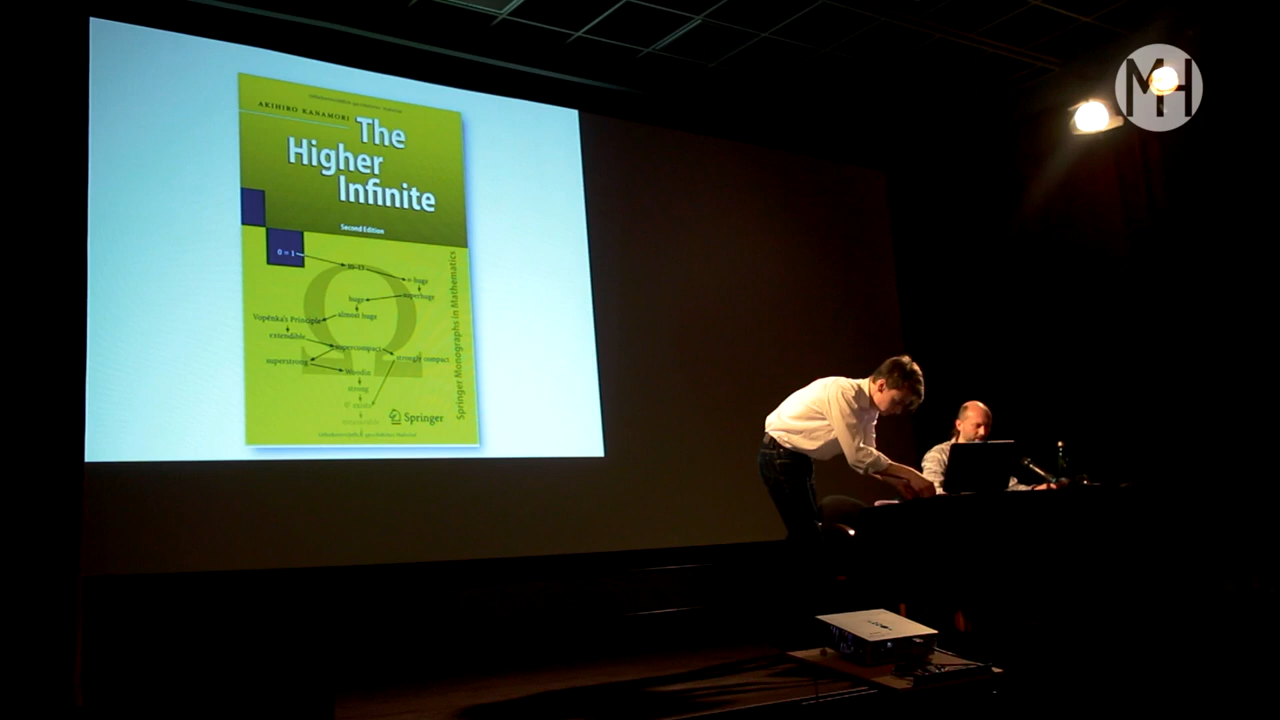 MH
AKIHIRO KANAMORI
The
Higher
Infinite
Second Edition
0 = 1
n-huge
superhuge
huge
almost huge
Vopěnka's Principle
extendible
supercompact
superstrong
strongly compact
Woodin
strong
Springer Monographs in Mathematics
Springer